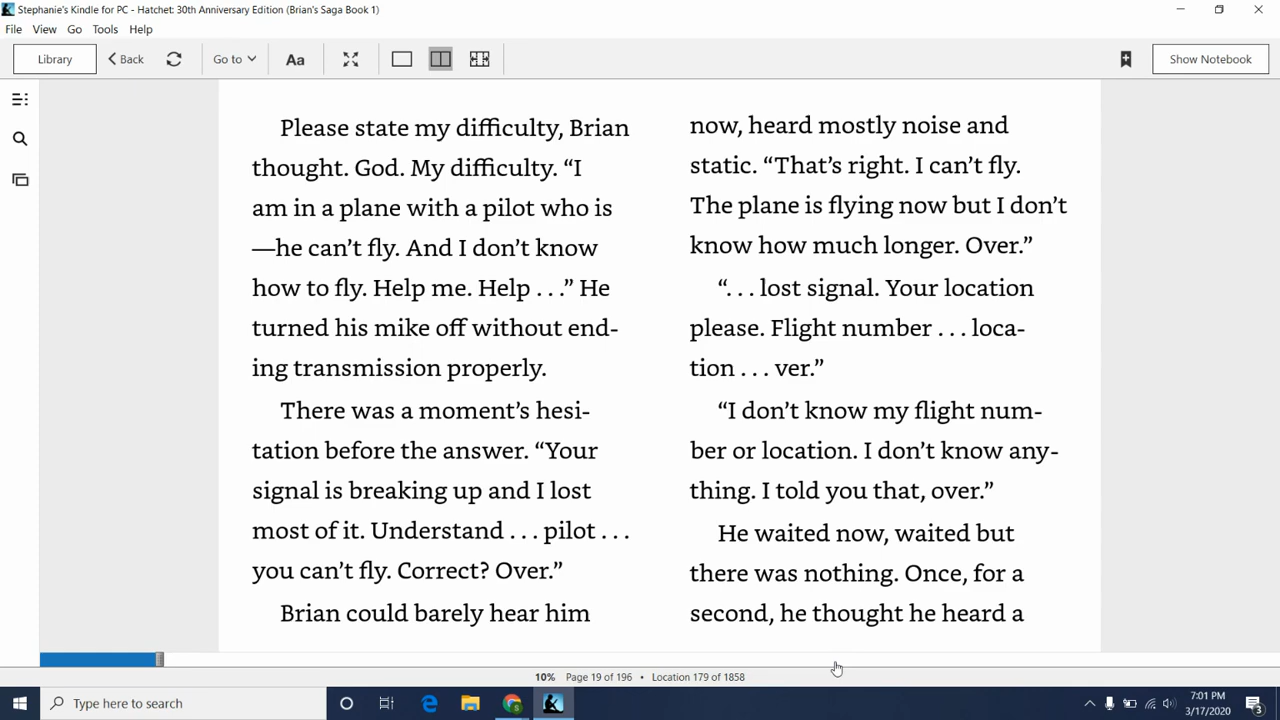 Stephanie's Kindle for PC - Hatchet: 30th Anniversary Edition (Brian's Saga Book 1)
File View Go Tools Help
Library Back Go to Aa Show Notebook
Please state my difficulty, Brian
thought. God. My difficulty. “I
am in a plane with a pilot who is
—he can’t fly. And I don’t know
how to fly. Help me. Help . . .” He
turned his mike off without end-
ing transmission properly.
There was a moment’s hesi-
tation before the answer. “Your
signal is breaking up and I lost
most of it. Understand . . . pilot . . .
you can’t fly. Correct? Over.”
Brian could barely hear him
now, heard mostly noise and
static. “That’s right. I can’t fly.
The plane is flying now but I don’t
know how much longer. Over.”
“. . . lost signal. Your location
please. Flight number . . . loca-
tion . . . ver.”
“I don’t know my flight num-
ber or location. I don’t know any-
thing. I told you that, over.”
He waited now, waited but
there was nothing. Once, for a
second, he thought he heard a
10% Page 19 of 196 • Location 179 of 1858
Type here to search
7:01 PM
3/17/2020
3